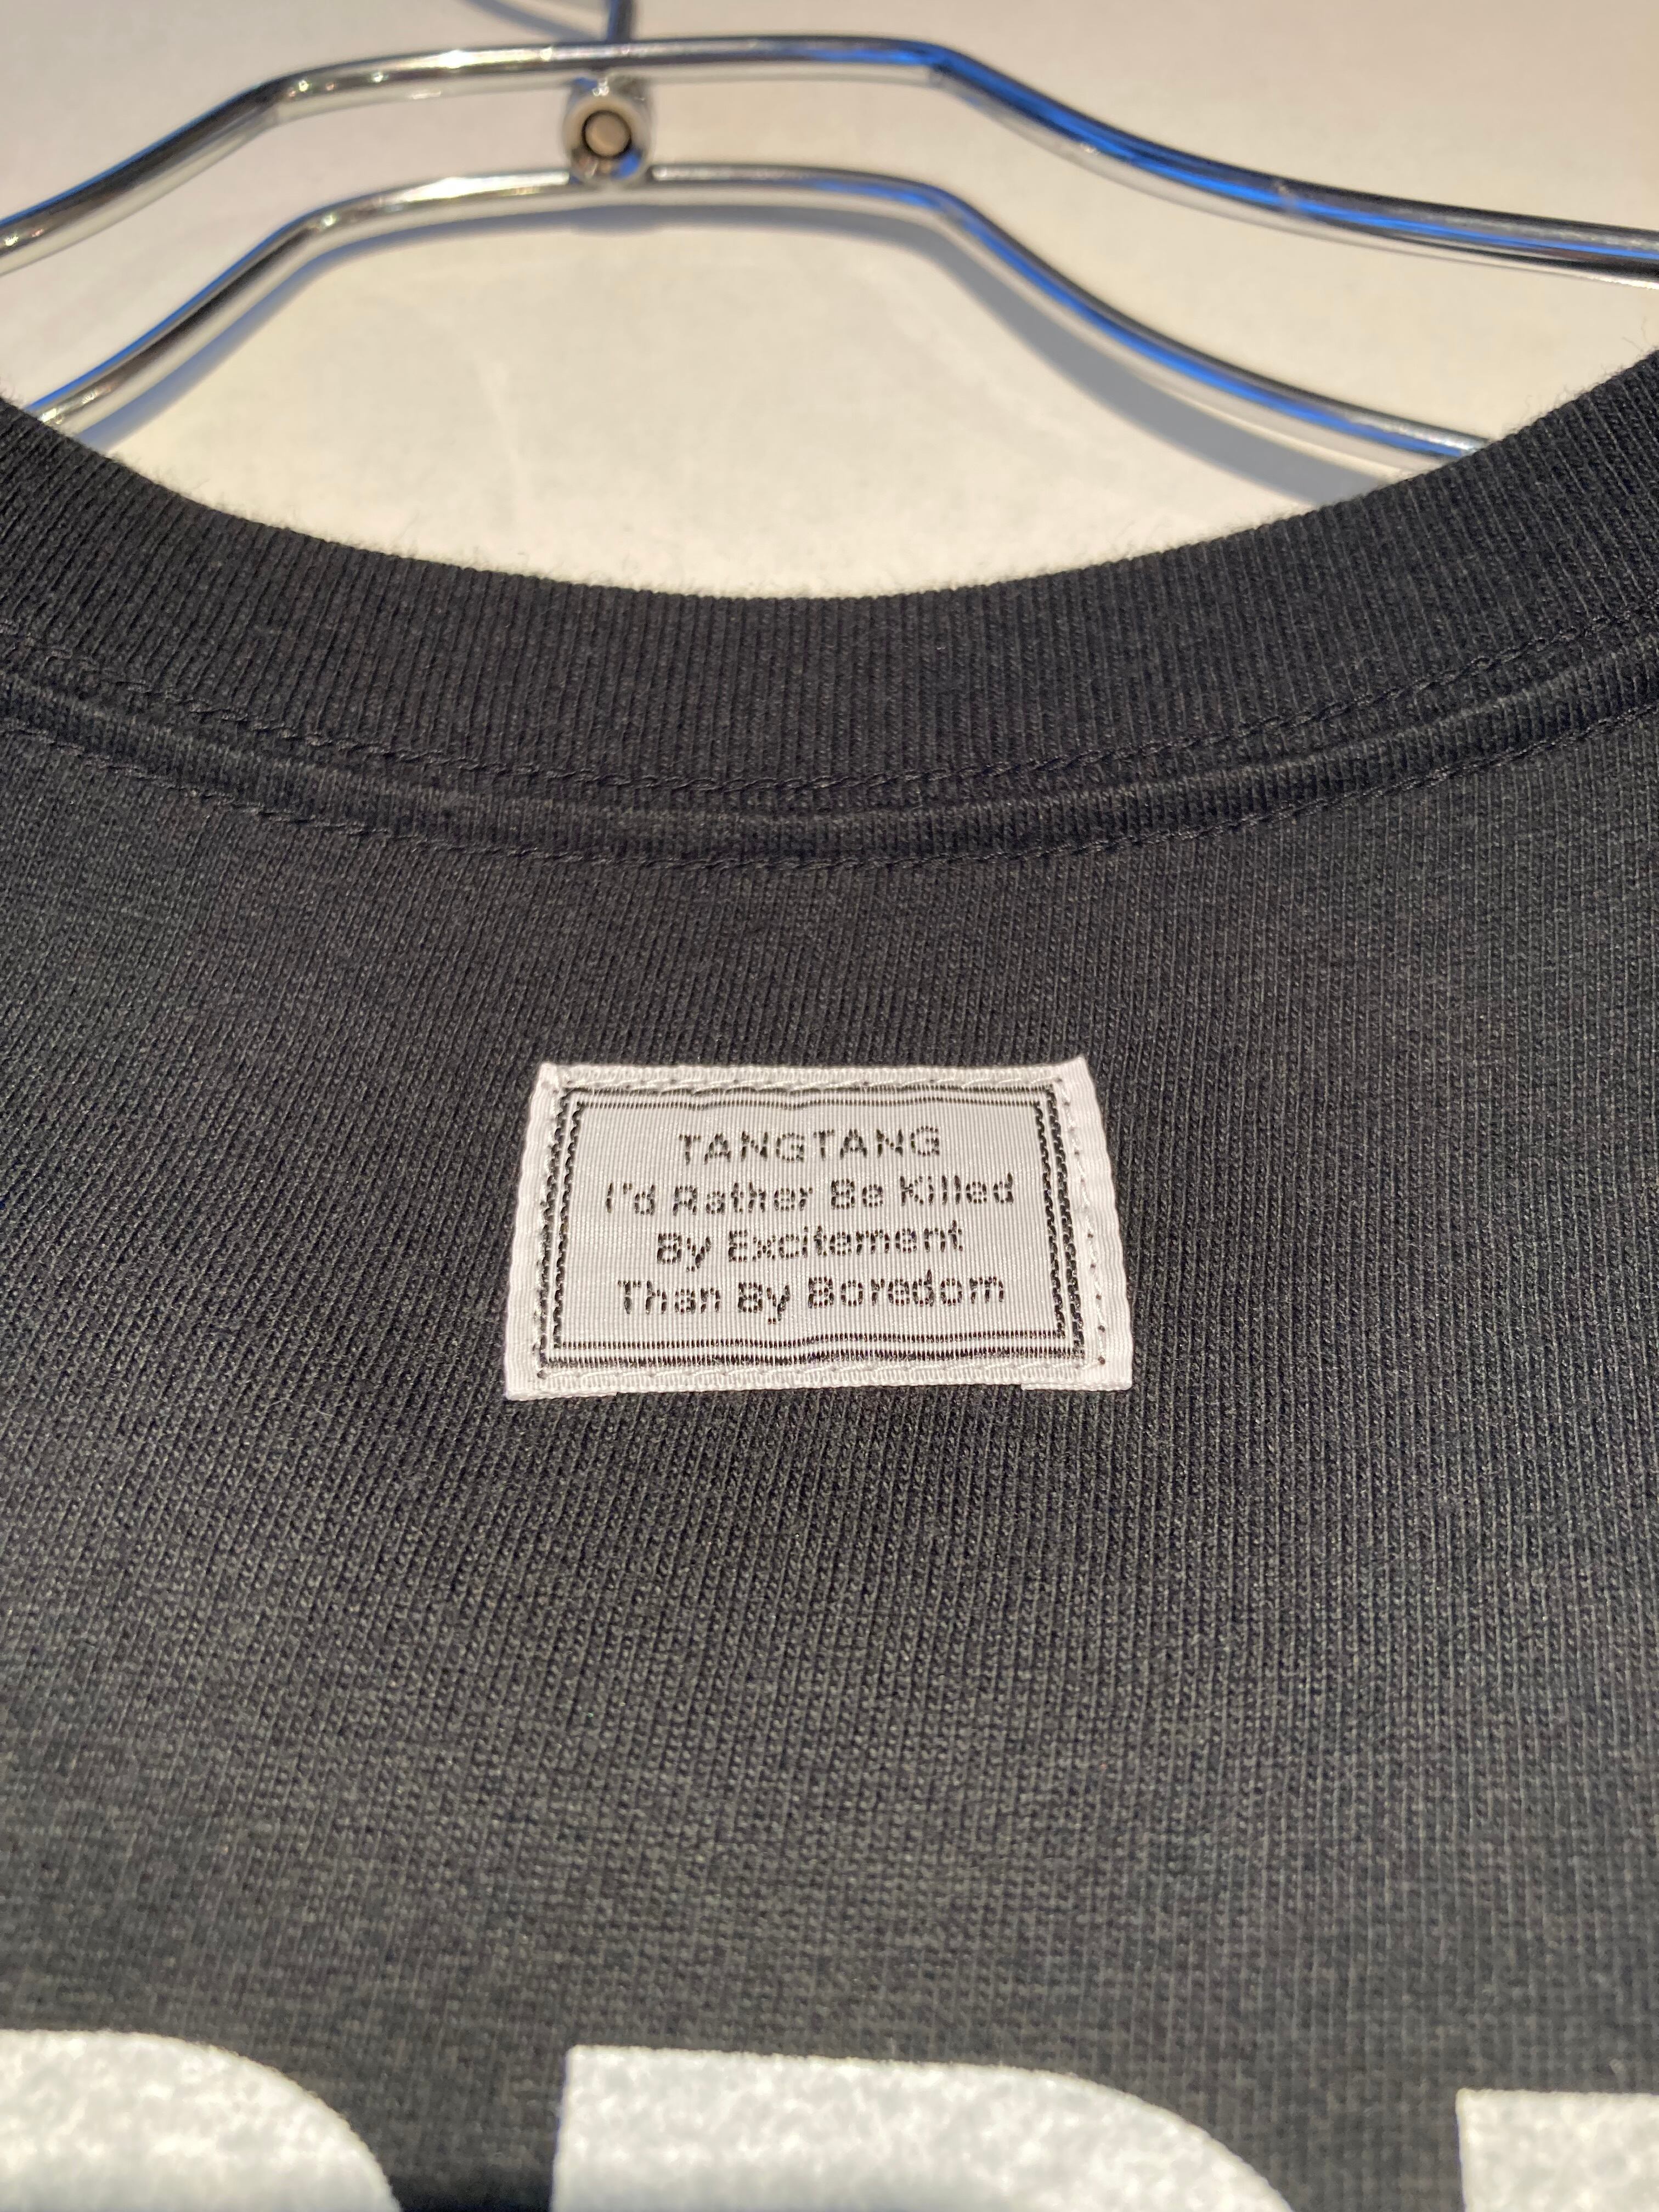 TANGTANG
I'd Rather Be Killed
By Excitement
Than By Boredom